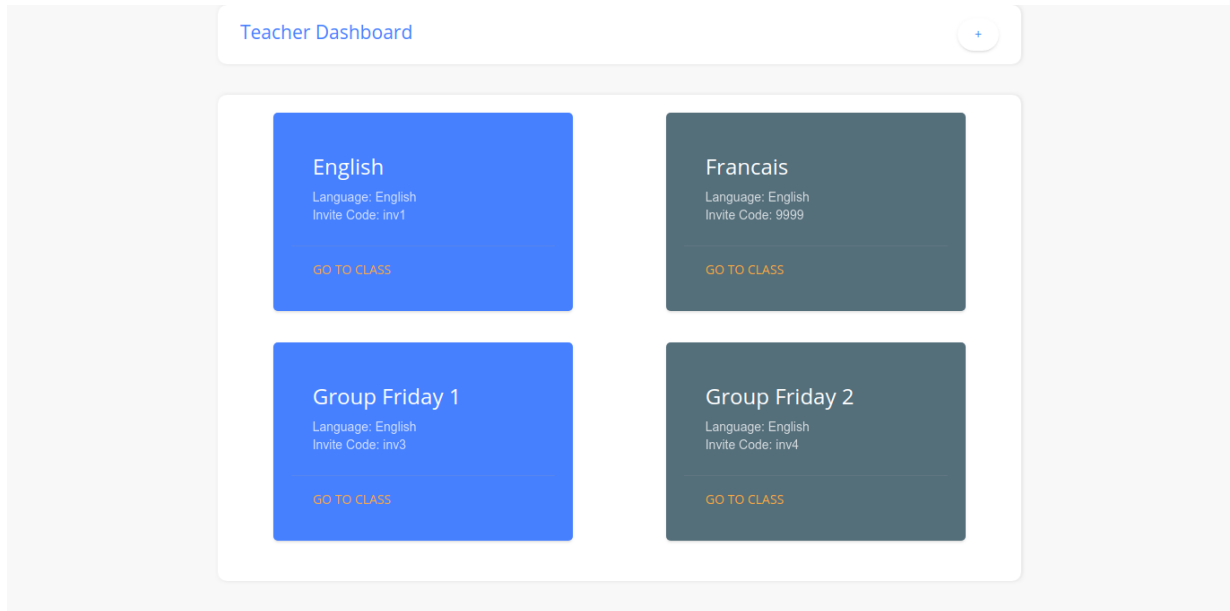 Teacher Dashboard
+
English
Language: English
Invite Code: inv1
GO TO CLASS
Francais
Language: English
Invite Code: 9999
GO TO CLASS
Group Friday 1
Language: English
Invite Code: inv3
GO TO CLASS
Group Friday 2
Language: English
Invite Code: inv4
GO TO CLASS